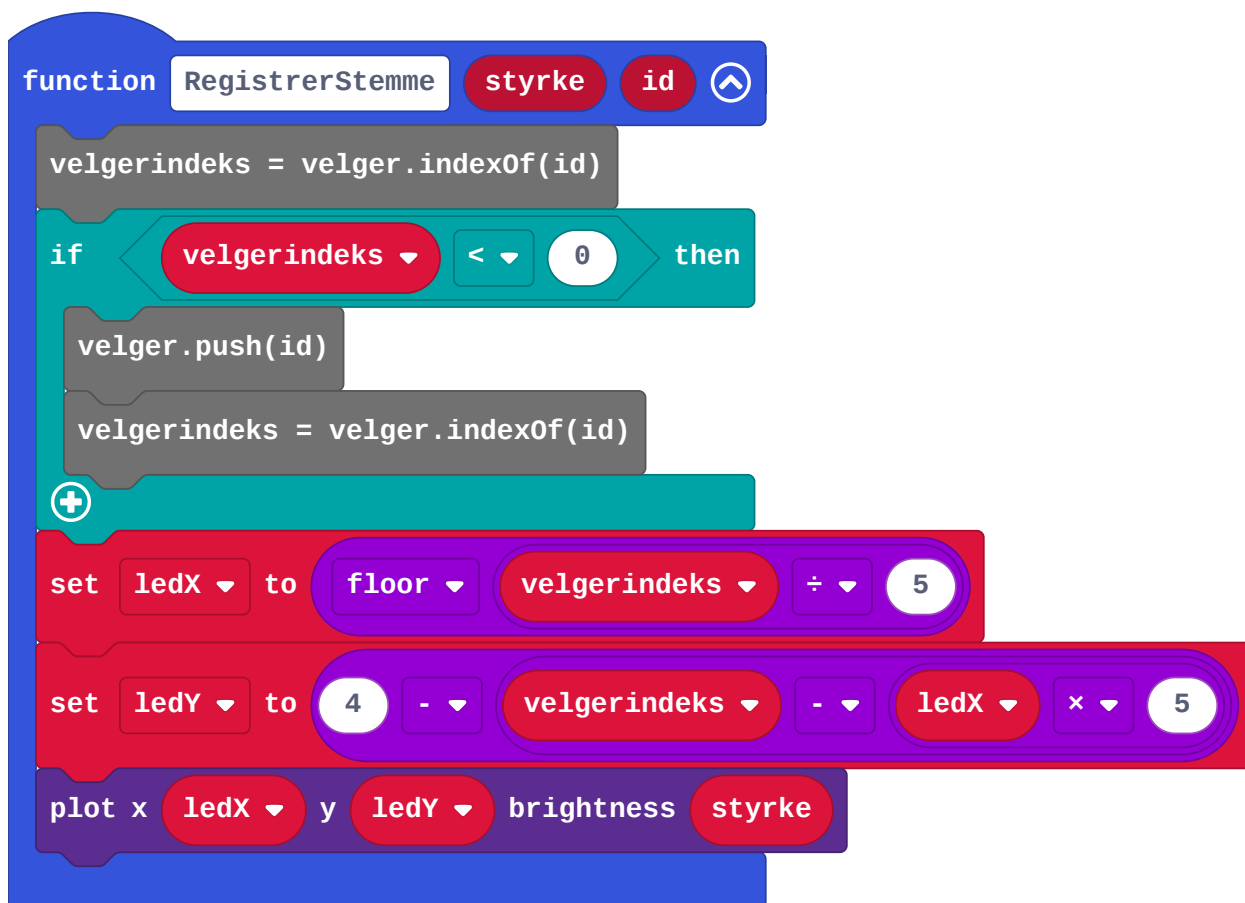 function RegistrerStemme styrke id
velgerindeks = velger.indexOf(id)
if velgerindeks < 0 then
velger.push(id)
velgerindeks = velger.indexOf(id)
set ledX to floor velgerindeks ÷ 5
set ledY to 4 - velgerindeks - ledX × 5
plot x ledX y ledY brightness styrke